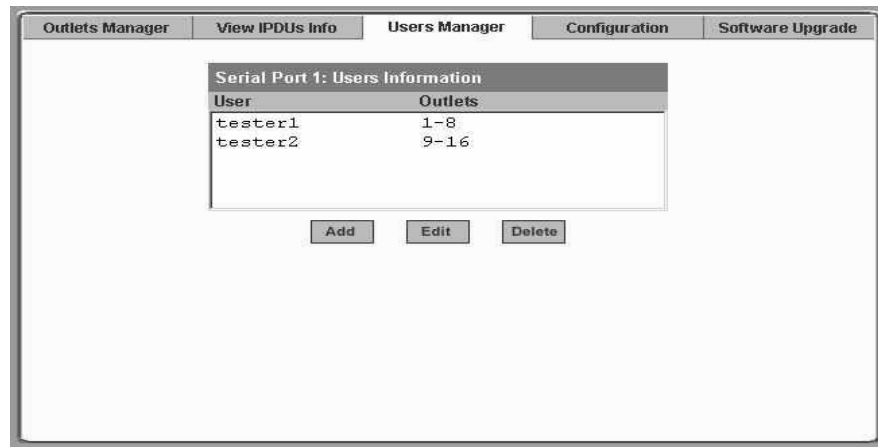 Outlets Manager View IPDUs Info Users Manager Configuration Software Upgrade
Serial Port 1: Users Information
User Outlets
tester1 1-8
tester2 9-16
Add Edit Delete